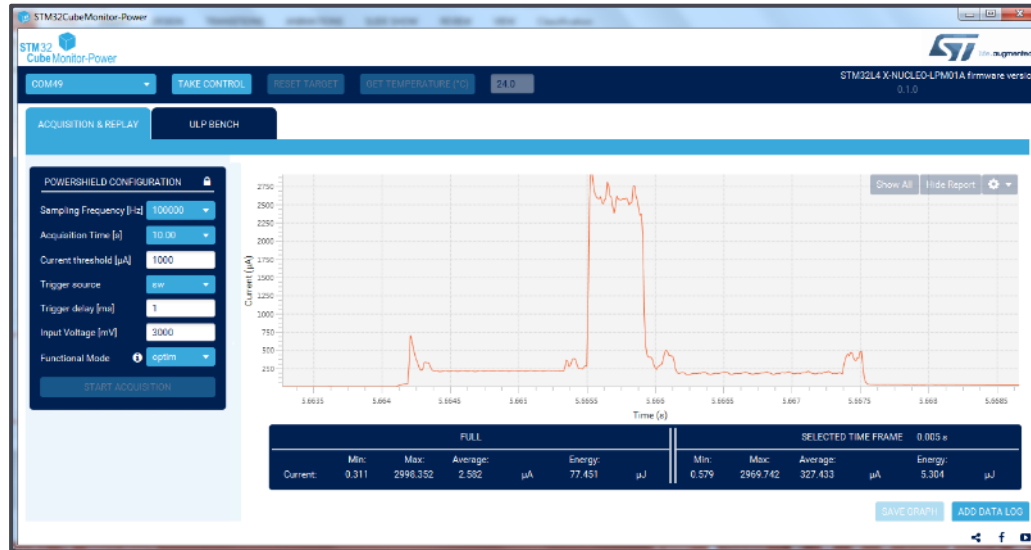 STM32CubeMonitor-Power
STM32
CubeMonitor-Power
ST life.augmented
COM49 TAKE CONTROL RESET TARGET GET TEMPERATURE (°C) 24.0
STM32L4 X-NUCLEO-LPM01A firmware versio
0.1.0
ACQUISITION & REPLAY ULP BENCH
POWERSHIELD CONFIGURATION
Sampling Frequency [Hz] 100000
Acquisition Time [s] 10.00
Current threshold [µA] 1000
Trigger source sw
Trigger delay [ms] 1
Input Voltage [mV] 3000
Functional Mode optim
START ACQUISITION
Show All Hide Report
Current (µA)
2750
2500
2250
2000
1750
1500
1250
1000
750
500
250
5.6635 5.664 5.6645 5.665 5.6655 5.666 5.6665 5.667 5.6675 5.668 5.6685
Time (s)
FULL
SELECTED TIME FRAME 0.005 s
Min: Max: Average: Energy: Min: Max: Average: Energy:
Current: 0.311 2998.352 2.582 µA 77.451 µJ 0.579 2969.742 327.433 µA 5.304 µJ
SAVE GRAPH ADD DATA LOG